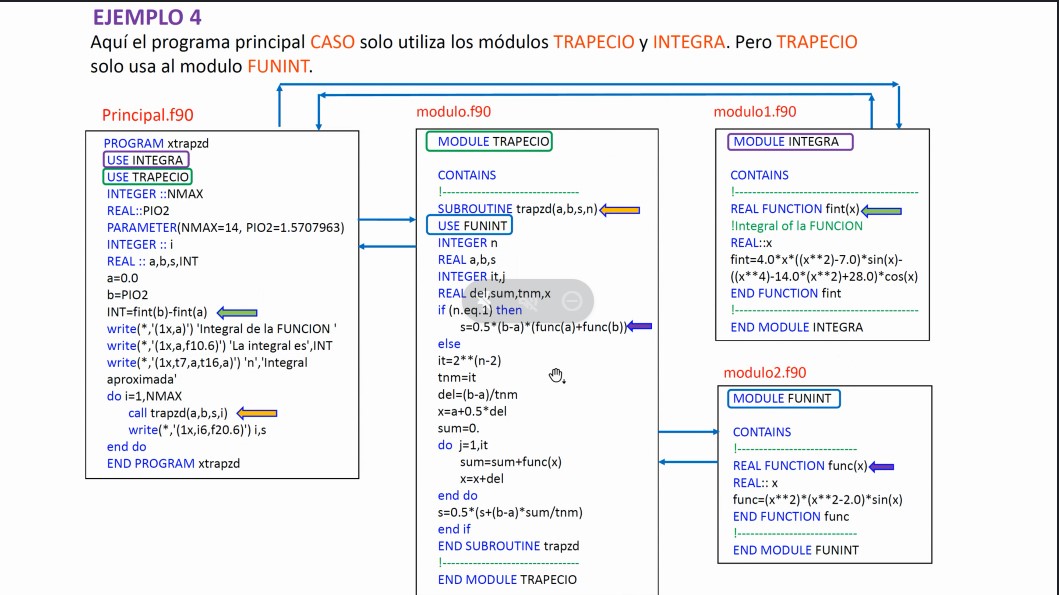 EJEMPLO 4
Aquí el programa principal CASO solo utiliza los módulos TRAPECIO y INTEGRA. Pero TRAPECIO
solo usa al modulo FUNINT.
Principal.f90
PROGRAM xtrapzd
USE INTEGRA
USE TRAPECIO
INTEGER ::NMAX
REAL::PIO2
PARAMETER(NMAX=14, PIO2=1.5707963)
INTEGER :: i
REAL :: a,b,s,INT
a=0.0
b=PIO2
INT=fint(b)-fint(a)
write(*,'(1x,a)') 'Integral de la FUNCION '
write(*,'(1x,a,f10.6)') 'La integral es',INT
write(*,'(1x,t7,a,t16,a)') 'n','Integral
aproximada'
do i=1,NMAX
call trapzd(a,b,s,i)
write(*,'(1x,i6,f20.6)') i,s
end do
END PROGRAM xtrapzd
modulo.f90
MODULE TRAPECIO
CONTAINS
!-------------------------------
SUBROUTINE trapzd(a,b,s,n)
USE FUNINT
INTEGER n
REAL a,b,s
INTEGER it,j
REAL del,sum,tnm,x
if (n.eq.1) then
s=0.5*(b-a)*(func(a)+func(b))
else
it=2**(n-2)
tnm=it
del=(b-a)/tnm
x=a+0.5*del
sum=0.
do j=1,it
sum=sum+func(x)
x=x+del
end do
s=0.5*(s+(b-a)*sum/tnm)
end if
END SUBROUTINE trapzd
!-------------------------------
END MODULE TRAPECIO
modulo1.f90
MODULE INTEGRA
CONTAINS
!------------------------------------------
REAL FUNCTION fint(x)
!Integral of la FUNCION
REAL::x
fint=4.0*x*((x**2)-7.0)*sin(x)-
((x**4)-14.0*(x**2)+28.0)*cos(x)
END FUNCTION fint
!------------------------------------------
END MODULE INTEGRA
modulo2.f90
MODULE FUNINT
CONTAINS
!---------------------------
REAL FUNCTION func(x)
REAL:: x
func=(x**2)*(x**2-2.0)*sin(x)
END FUNCTION func
!---------------------------
END MODULE FUNINT